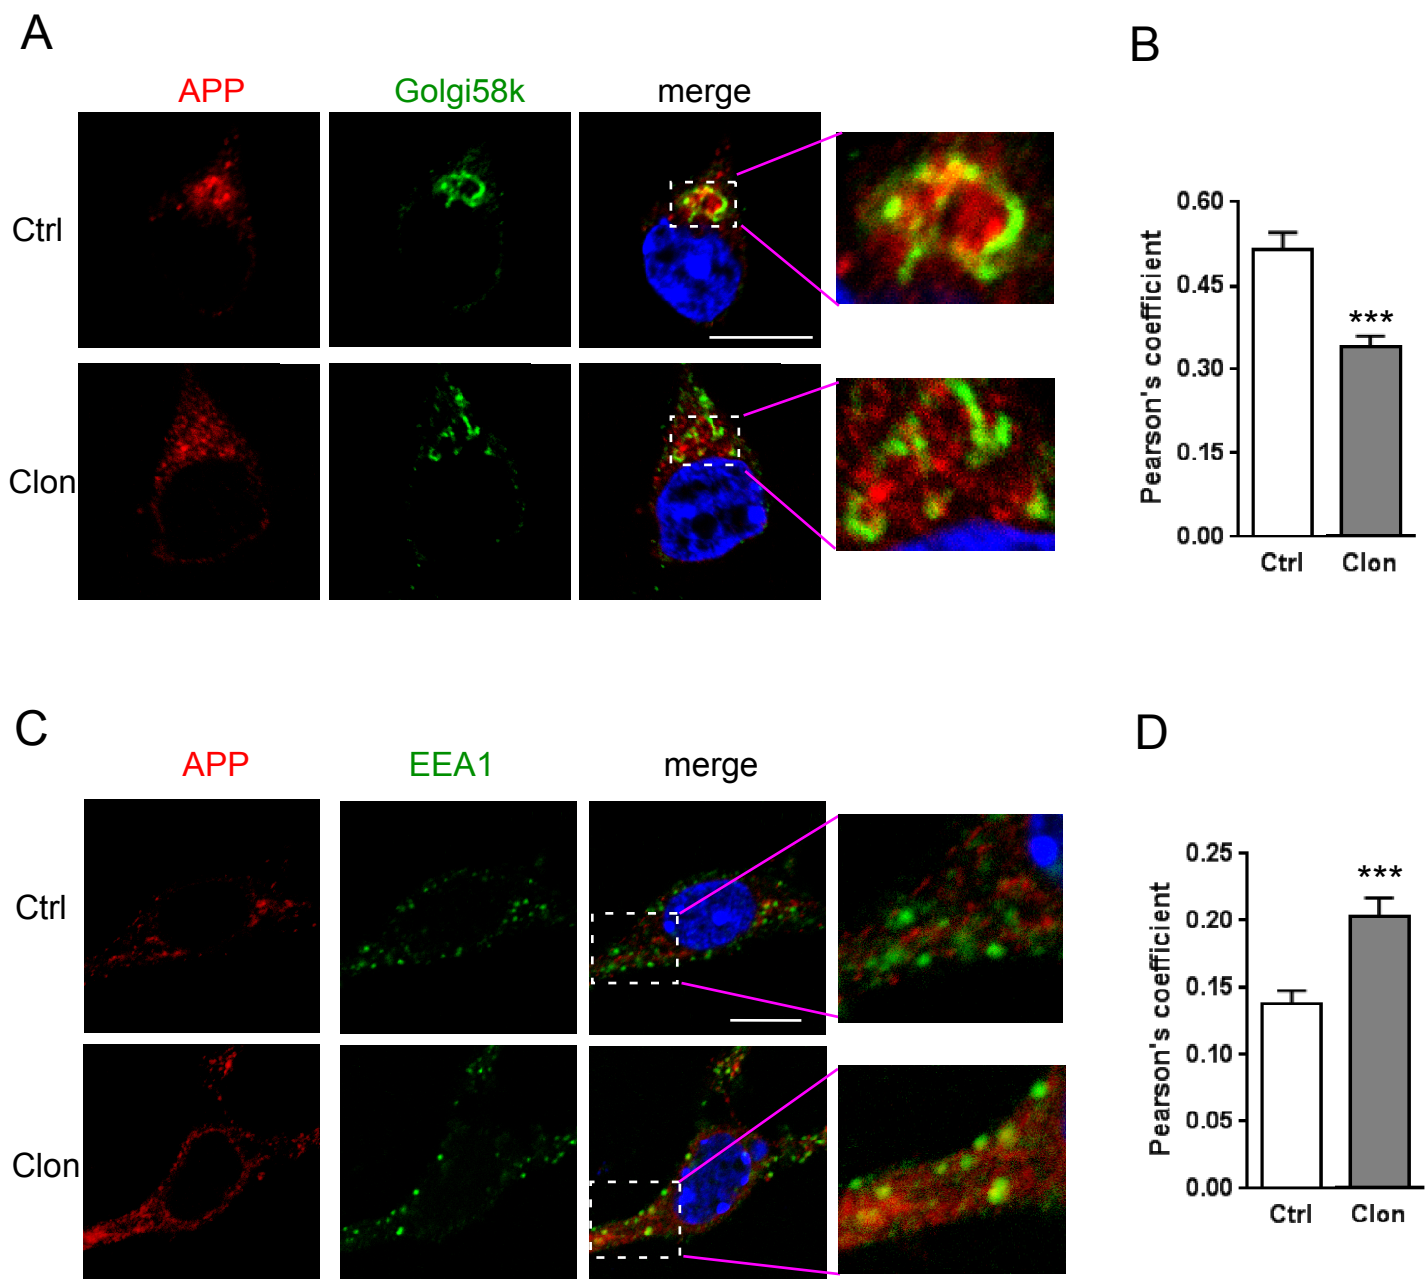 A
B
APP Golgi58k merge
Ctrl
Clon
Pearson's coefficient
0.60
0.45
0.30
0.15
0.00
***
Ctrl Clon
C
D
APP EEA1 merge
Ctrl
Clon
Pearson's coefficient
0.25
0.20
0.15
0.10
0.05
0.00
***
Ctrl Clon